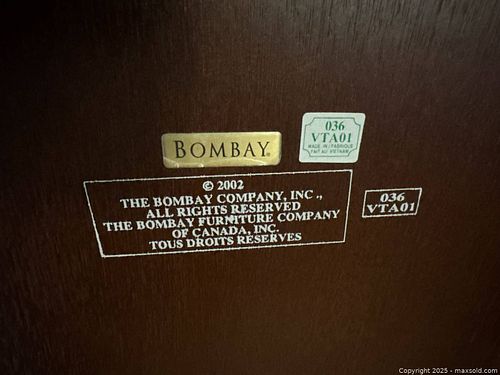 BOMBAY®
036
VTA01
MADE IN / FABRIQUÉ
FAIT AU VIETNAM
© 2002
THE BOMBAY COMPANY, INC .,
ALL RIGHTS RESERVED
THE BOMBAY FURNITURE COMPANY
OF CANADA, INC.
TOUS DROITS RESERVES
036
VTA01
Copyright © 2025 - maxsold.com